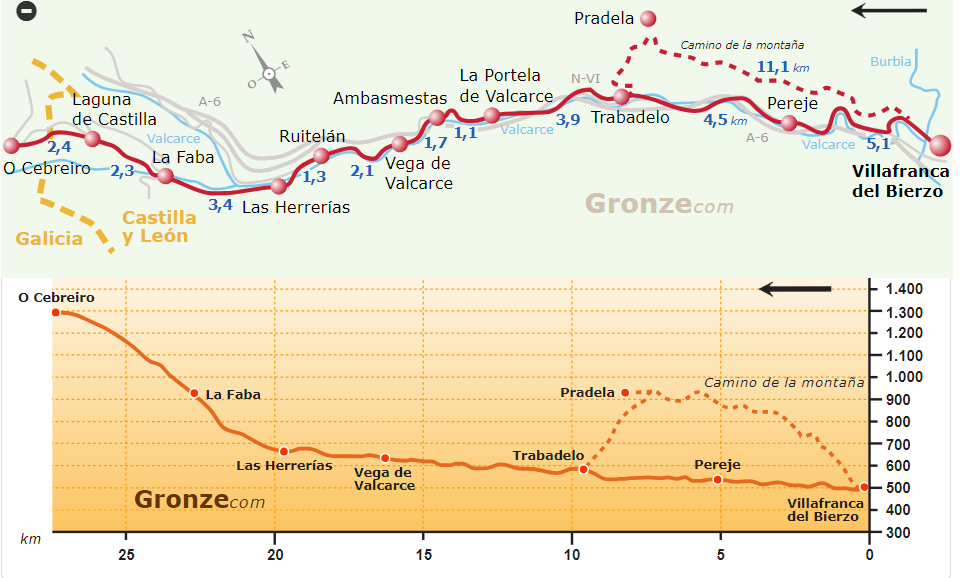 Pradela
N
O
E
Camino de la montaña
11,1 km
Burbia
A-6
Laguna
de Castilla
Valcarce
2,4
O Cebreiro
2,3
La Faba
Ruitelán
Ambasmestas
La Portela
de Valcarce
N-VI
Valcarce
3,9
Trabadelo
4,5 km
Pereje
A-6
Valcarce
5,1
Villafranca
del Bierzo
1,1
1,7
Vega de
Valcarce
2,1
1,3
Las Herrerías
3,4
Castilla
y León
Galicia
Gronze.com
O Cebreiro
La Faba
Las Herrerías
Vega de
Valcarce
Trabadelo
Pradela
Camino de la montaña
Pereje
Villafranca
del Bierzo
Gronze.com
1.400
1.300
1.200
1.100
1.000
900
800
700
600
500
400
300
km
25
20
15
10
5
0